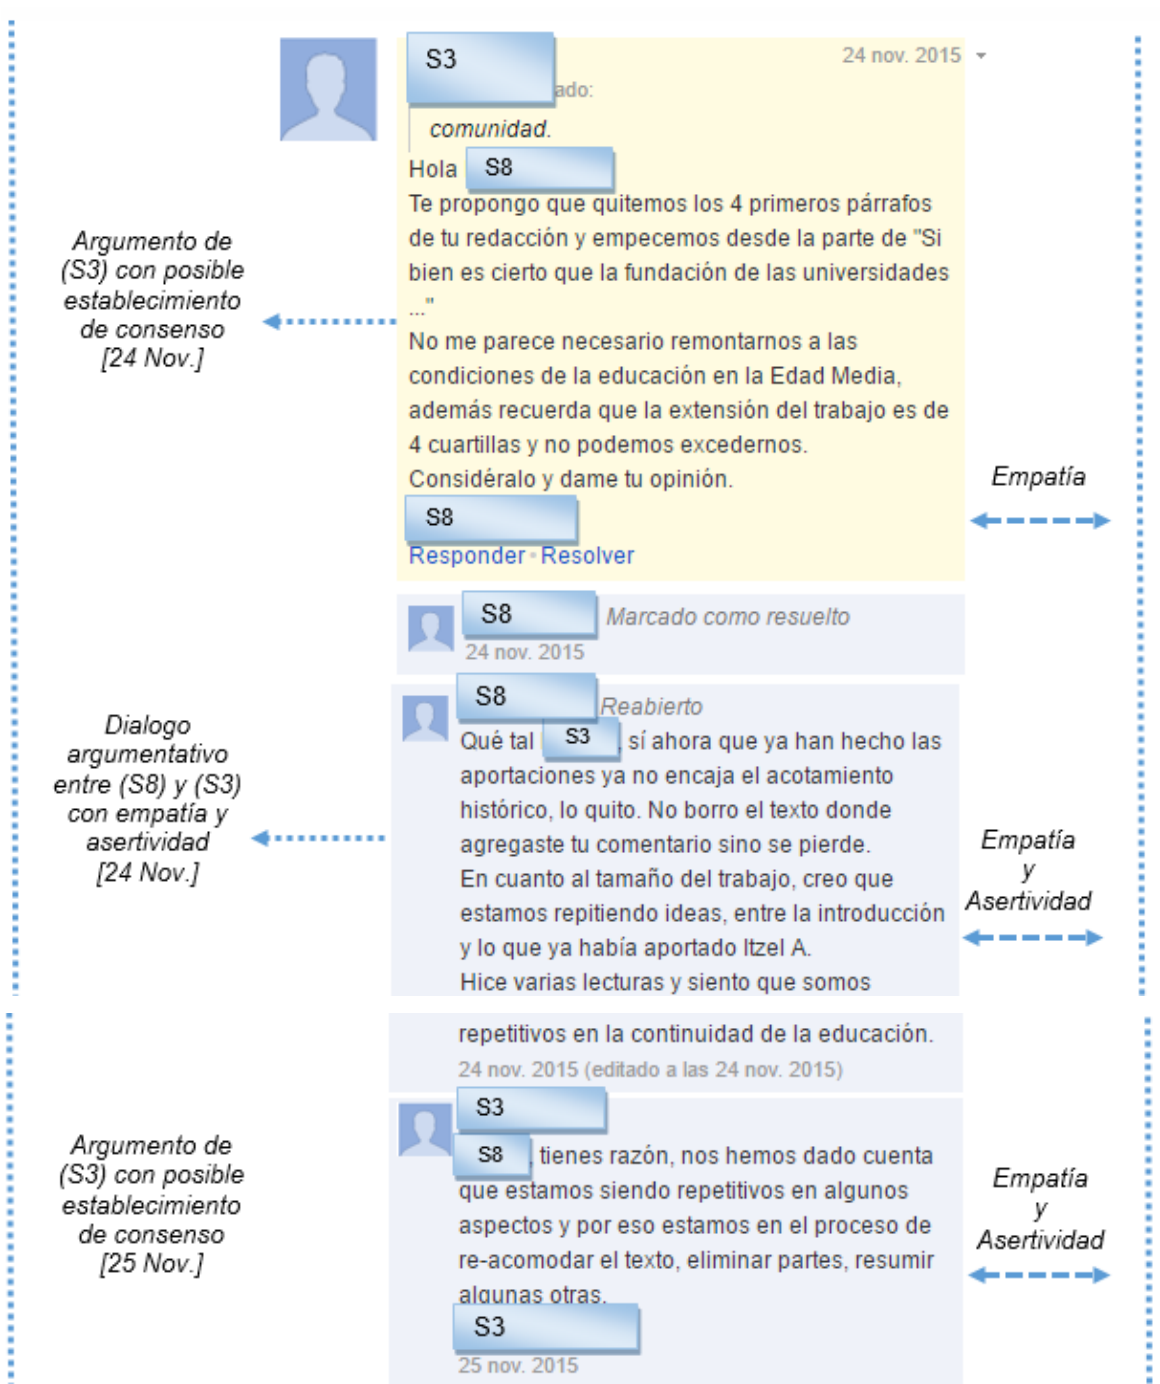 S3
24 nov. 2015
ado:
comunidad.
Hola S8
Te propongo que quitemos los 4 primeros párrafos
de tu redacción y empecemos desde la parte de "Si
bien es cierto que la fundación de las universidades
..."
No me parece necesario remontarnos a las
condiciones de la educación en la Edad Media,
además recuerda que la extensión del trabajo es de
4 cuartillas y no podemos excedernos.
Considéralo y dame tu opinión.
S8
Responder • Resolver
Argumento de
(S3) con posible
establecimiento
de consenso
[24 Nov.]
Empatía
S8 Marcado como resuelto
24 nov. 2015
S8 Reabierto
Qué tal S3, sí ahora que ya han hecho las
aportaciones ya no encaja el acotamiento
histórico, lo quito. No borro el texto donde
agregaste tu comentario sino se pierde.
En cuanto al tamaño del trabajo, creo que
estamos repitiendo ideas, entre la introducción
y lo que ya había aportado Itzel A.
Hice varias lecturas y siento que somos
Dialogo
argumentativo
entre (S8) y (S3)
con empatía y
asertividad
[24 Nov.]
Empatía
y
Asertividad
repetitivos en la continuidad de la educación.
24 nov. 2015 (editado a las 24 nov. 2015)
S3
S8, tienes razón, nos hemos dado cuenta
que estamos siendo repetitivos en algunos
aspectos y por eso estamos en el proceso de
re-acomodar el texto, eliminar partes, resumir
algunas otras.
S3
25 nov. 2015
Argumento de
(S3) con posible
establecimiento
de consenso
[25 Nov.]
Empatía
y
Asertividad